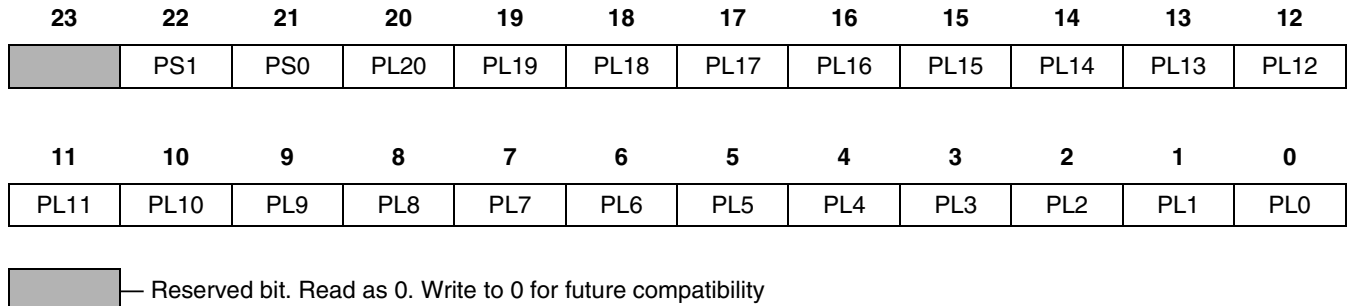 23 22 21 20 19 18 17 16 15 14 13 12
PS1 PS0 PL20 PL19 PL18 PL17 PL16 PL15 PL14 PL13 PL12
11 10 9 8 7 6 5 4 3 2 1 0
PL11 PL10 PL9 PL8 PL7 PL6 PL5 PL4 PL3 PL2 PL1 PL0
— Reserved bit. Read as 0. Write to 0 for future compatibility